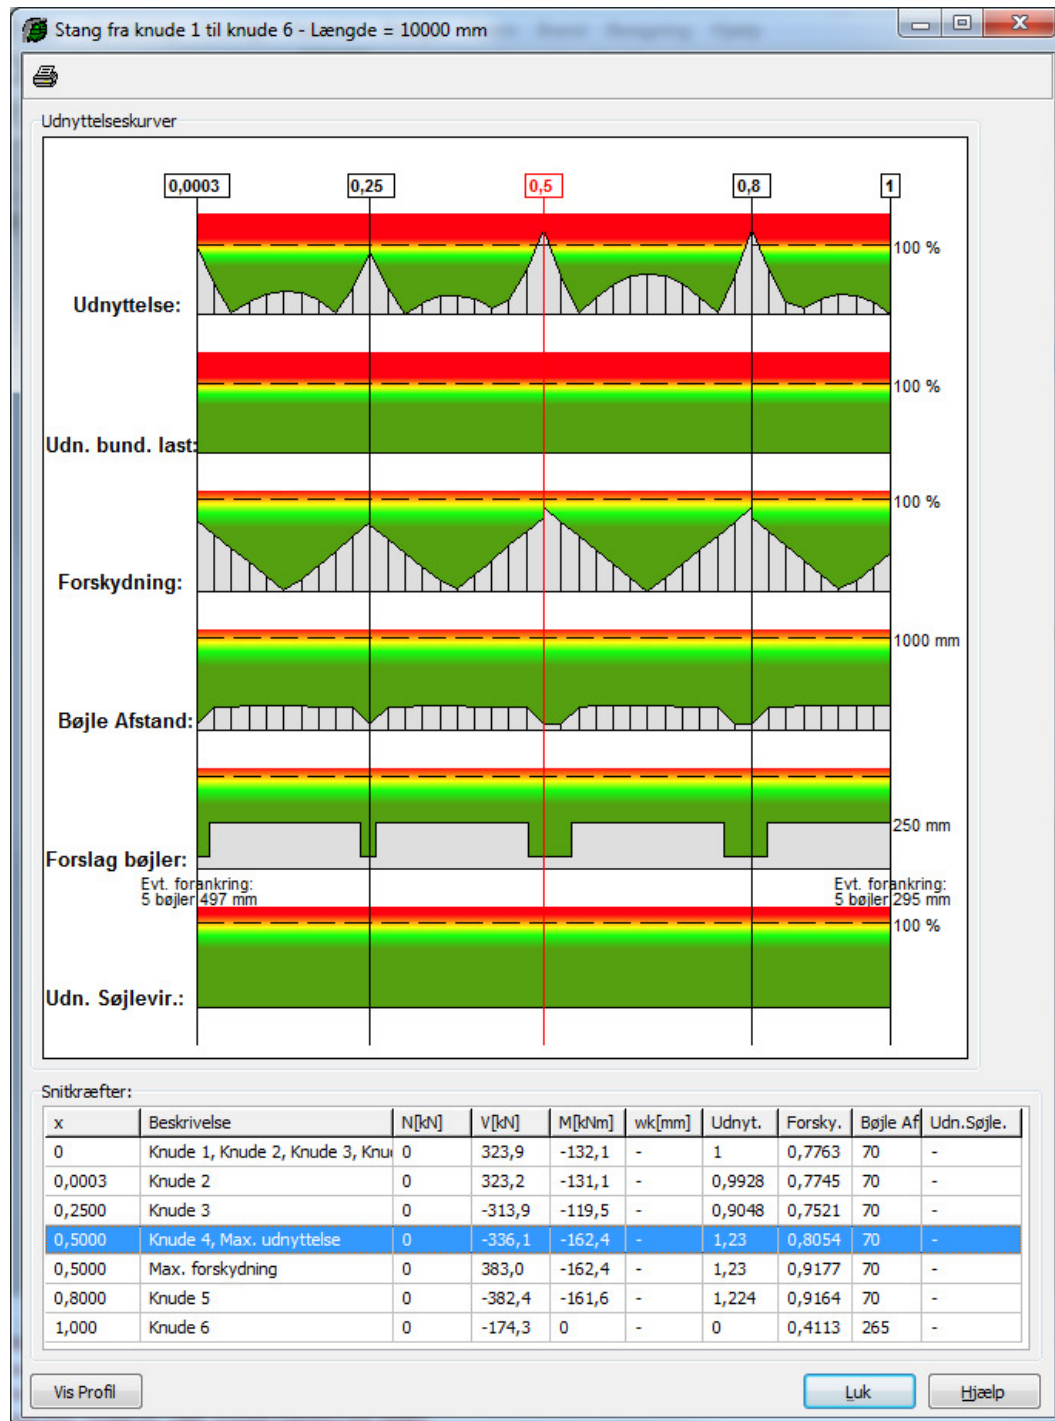 Stang fra knude 1 til knude 6 - Længde = 10000 mm
Udnyttelseskurver
0,0003 0,25 0,5 0,8 1
100 %
Udnyttelse:
100 %
Udn. bund. last:
100 %
Forskydning:
1000 mm
Bøjle Afstand:
250 mm
Forslag bøjler:
Evt. forankring: Evt. forankring:
5 bøjler 497 mm 5 bøjler 295 mm
100 %
Udn. Søjlevir.:
Snitkræfter:
x Beskrivelse N[kN] V[kN] M[kNm] wk[mm] Udnyt. Forsky. Bøjle Af Udn.Søjle.
0 Knude 1, Knude 2, Knude 3, Knu 0 323,9 -132,1 - 1 0,7763 70 -
0,0003 Knude 2 0 323,2 -131,1 - 0,9928 0,7745 70 -
0,2500 Knude 3 0 -313,9 -119,5 - 0,9048 0,7521 70 -
0,5000 Knude 4, Max. udnyttelse 0 -336,1 -162,4 - 1,23 0,8054 70 -
0,5000 Max. forskydning 0 383,0 -162,4 - 1,23 0,9177 70 -
0,8000 Knude 5 0 -382,4 -161,6 - 1,224 0,9164 70 -
1,000 Knude 6 0 -174,3 0 - 0 0,4113 265 -
Vis Profil Luk Hjælp